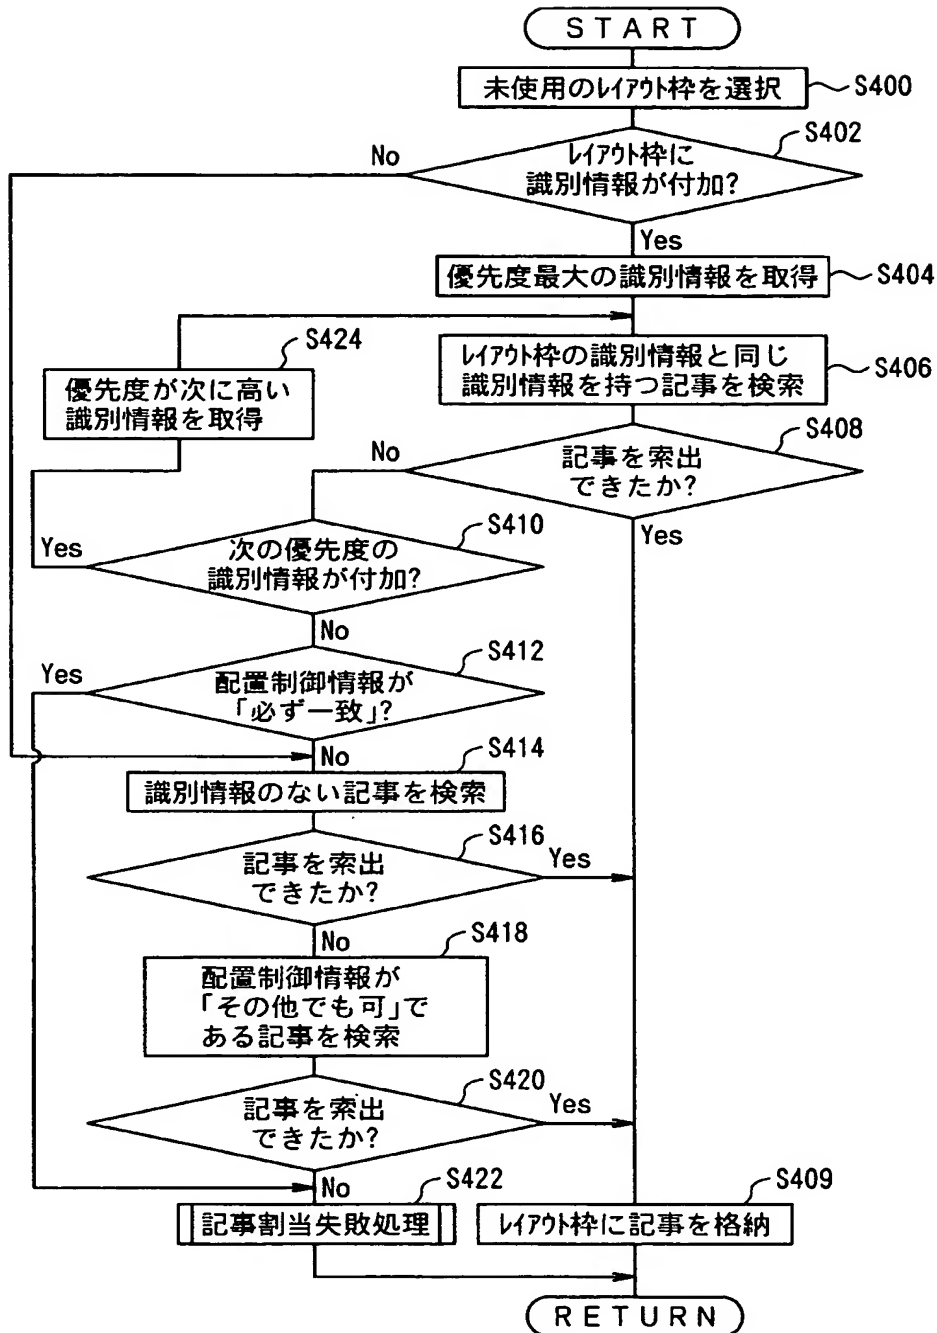 START
未使用のレイアウト枠を選択
S400
S402
No
レイアウト枠に
識別情報が付加?
Yes
優先度最大の識別情報を取得
S404
S424
優先度が次に高い
識別情報を取得
レイアウト枠の識別情報と同じ
識別情報を持つ記事を検索
S406
S408
No
記事を索出
できたか?
Yes
S410
Yes
次の優先度の
識別情報が付加?
No
S412
Yes
配置制御情報が
「必ず一致」?
No
S414
識別情報のない記事を検索
S416
記事を索出
できたか?
Yes
No
S418
配置制御情報が
「その他でも可」で
ある記事を検索
S420
記事を索出
できたか?
Yes
No
S422
記事割当失敗処理
S409
レイアウト枠に記事を格納
RETURN